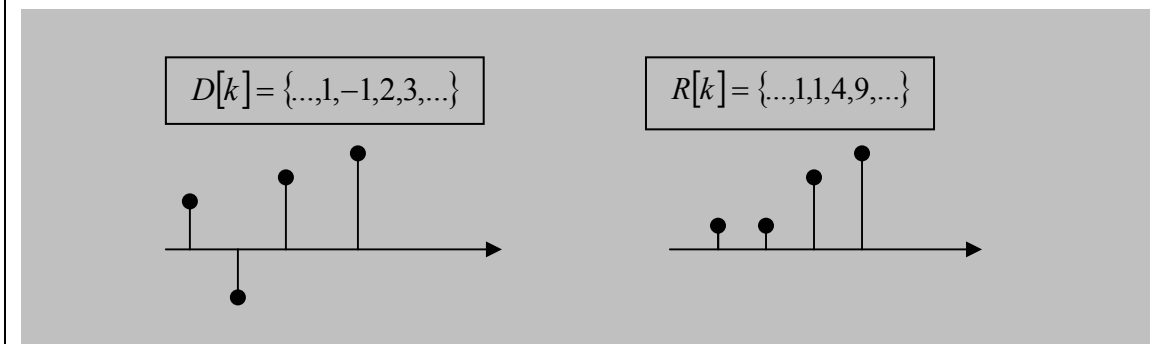 D[k] = {...,1,−1,2,3,...}
R[k] = {...,1,1,4,9,...}